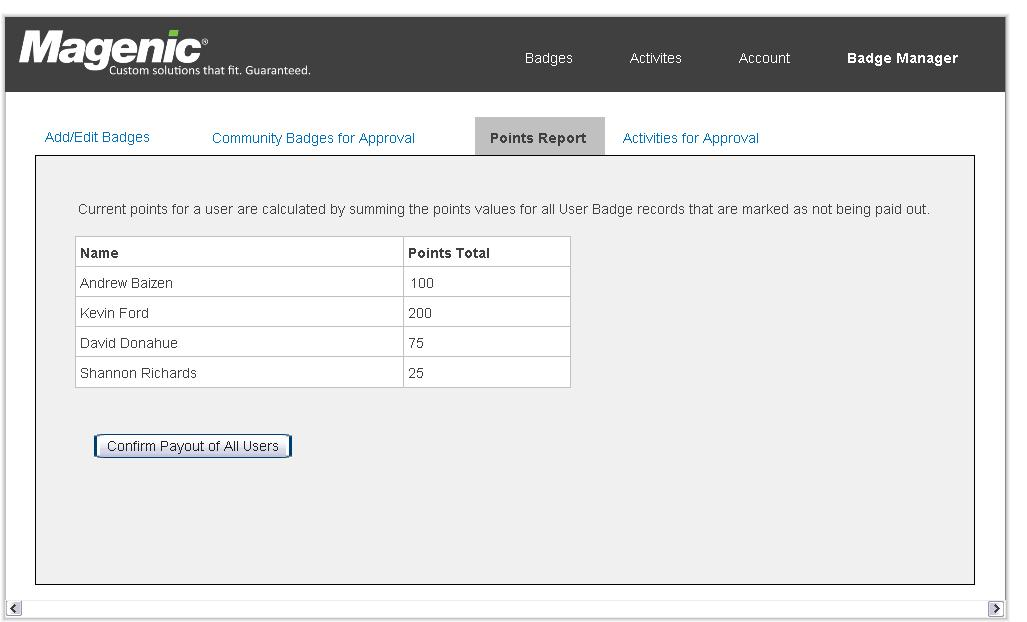 Magenic®
Custom solutions that fit. Guaranteed.
Badges Activites Account Badge Manager
Add/Edit Badges Community Badges for Approval Points Report Activities for Approval
Current points for a user are calculated by summing the points values for all User Badge records that are marked as not being paid out.
Name Points Total
Andrew Baizen 100
Kevin Ford 200
David Donahue 75
Shannon Richards 25
Confirm Payout of All Users